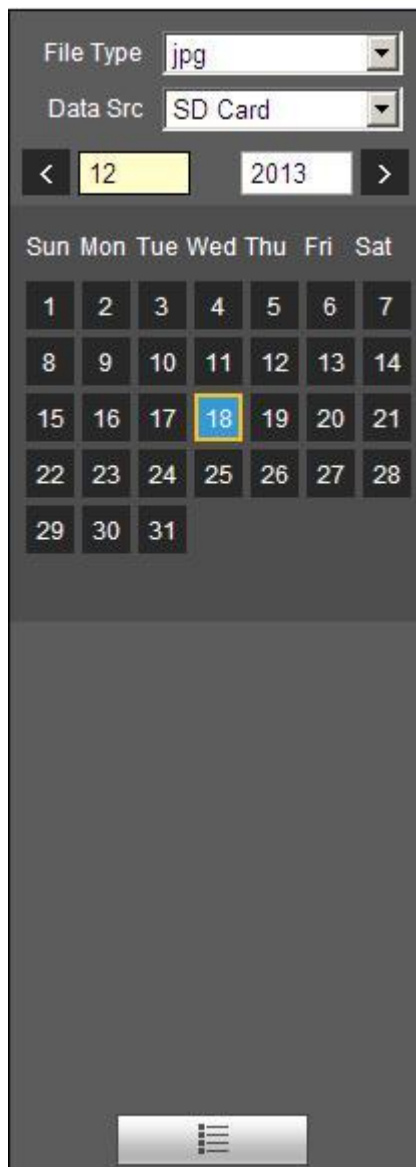 File Type jpg
Data Src SD Card
< 12 2013 >
Sun Mon Tue Wed Thu Fri Sat
1 2 3 4 5 6 7
8 9 10 11 12 13 14
15 16 17 18 19 20 21
22 23 24 25 26 27 28
29 30 31